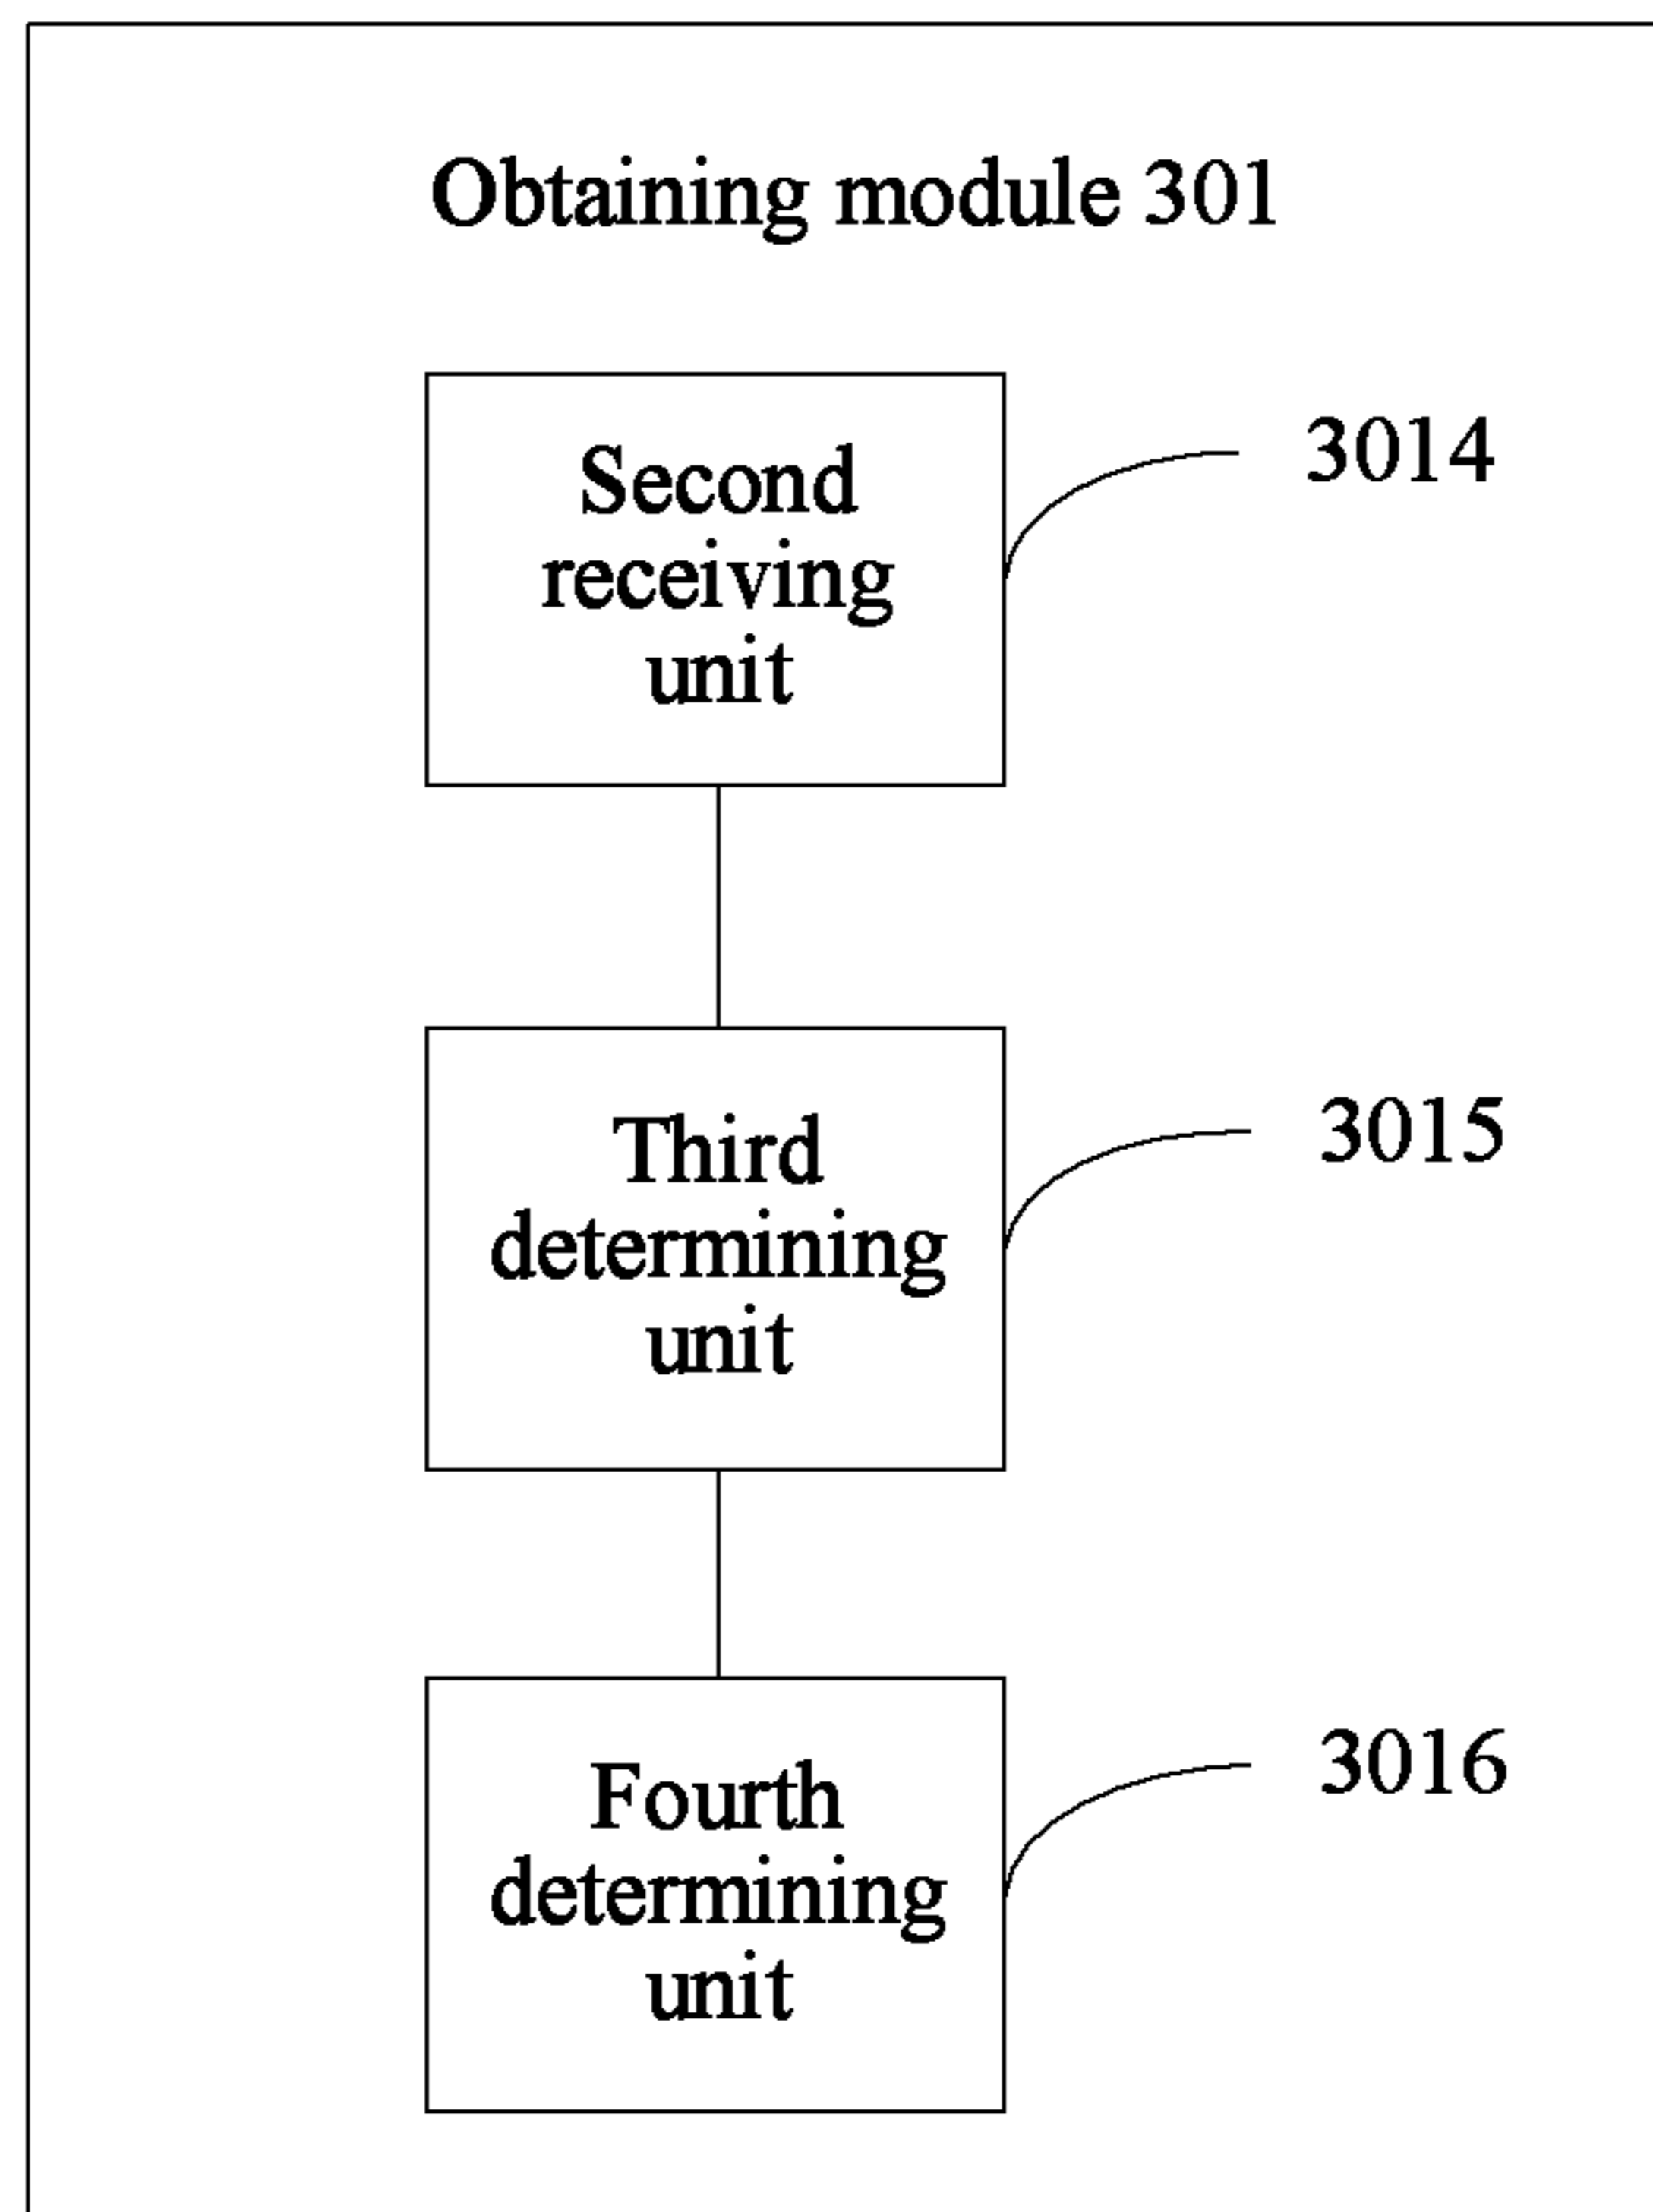 Obtaining module 301
Second
receiving
unit
3014
Third
determining
unit
3015
Fourth
determining
unit
3016